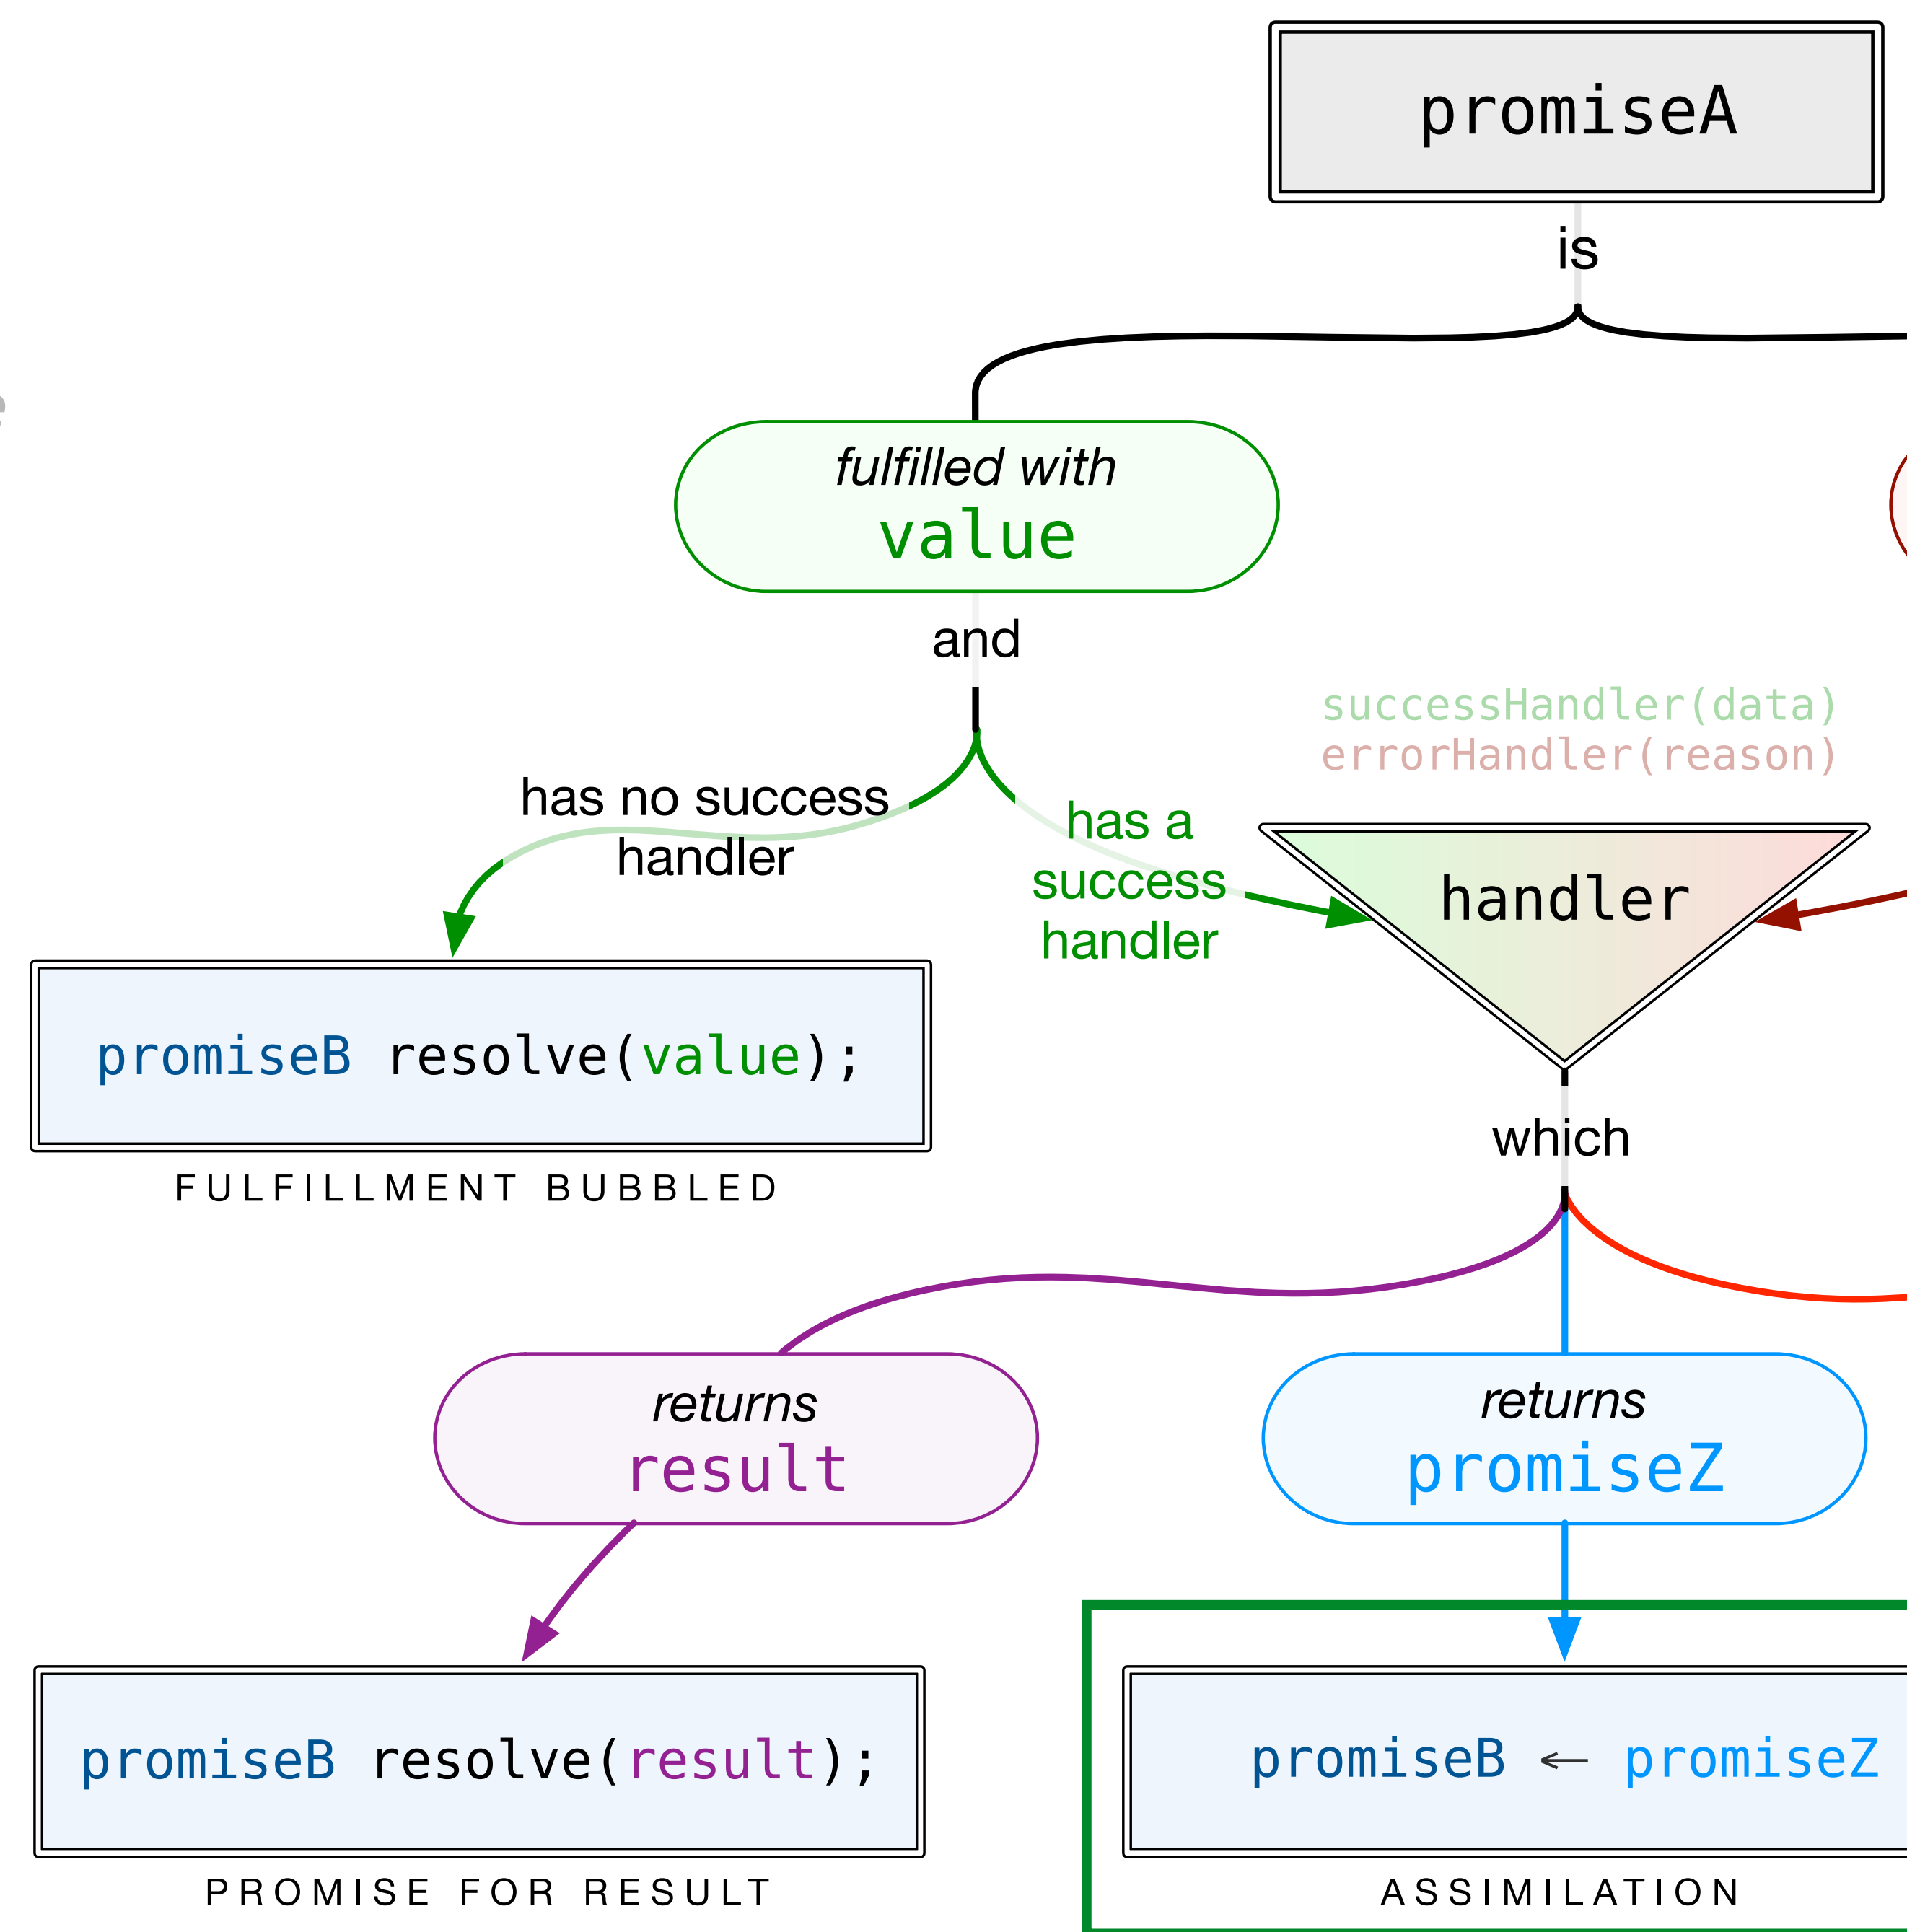 promiseA
is
fulfilled with
value
and
successHandler(data)
errorHandler(reason)
has no success
handler
has a
success
handler
handler
promiseB resolve(value);
FULFILLMENT BUBBLED
which
returns
result
returns
promiseZ
promiseB resolve(result);
PROMISE FOR RESULT
promiseB ← promiseZ
ASSIMILATION